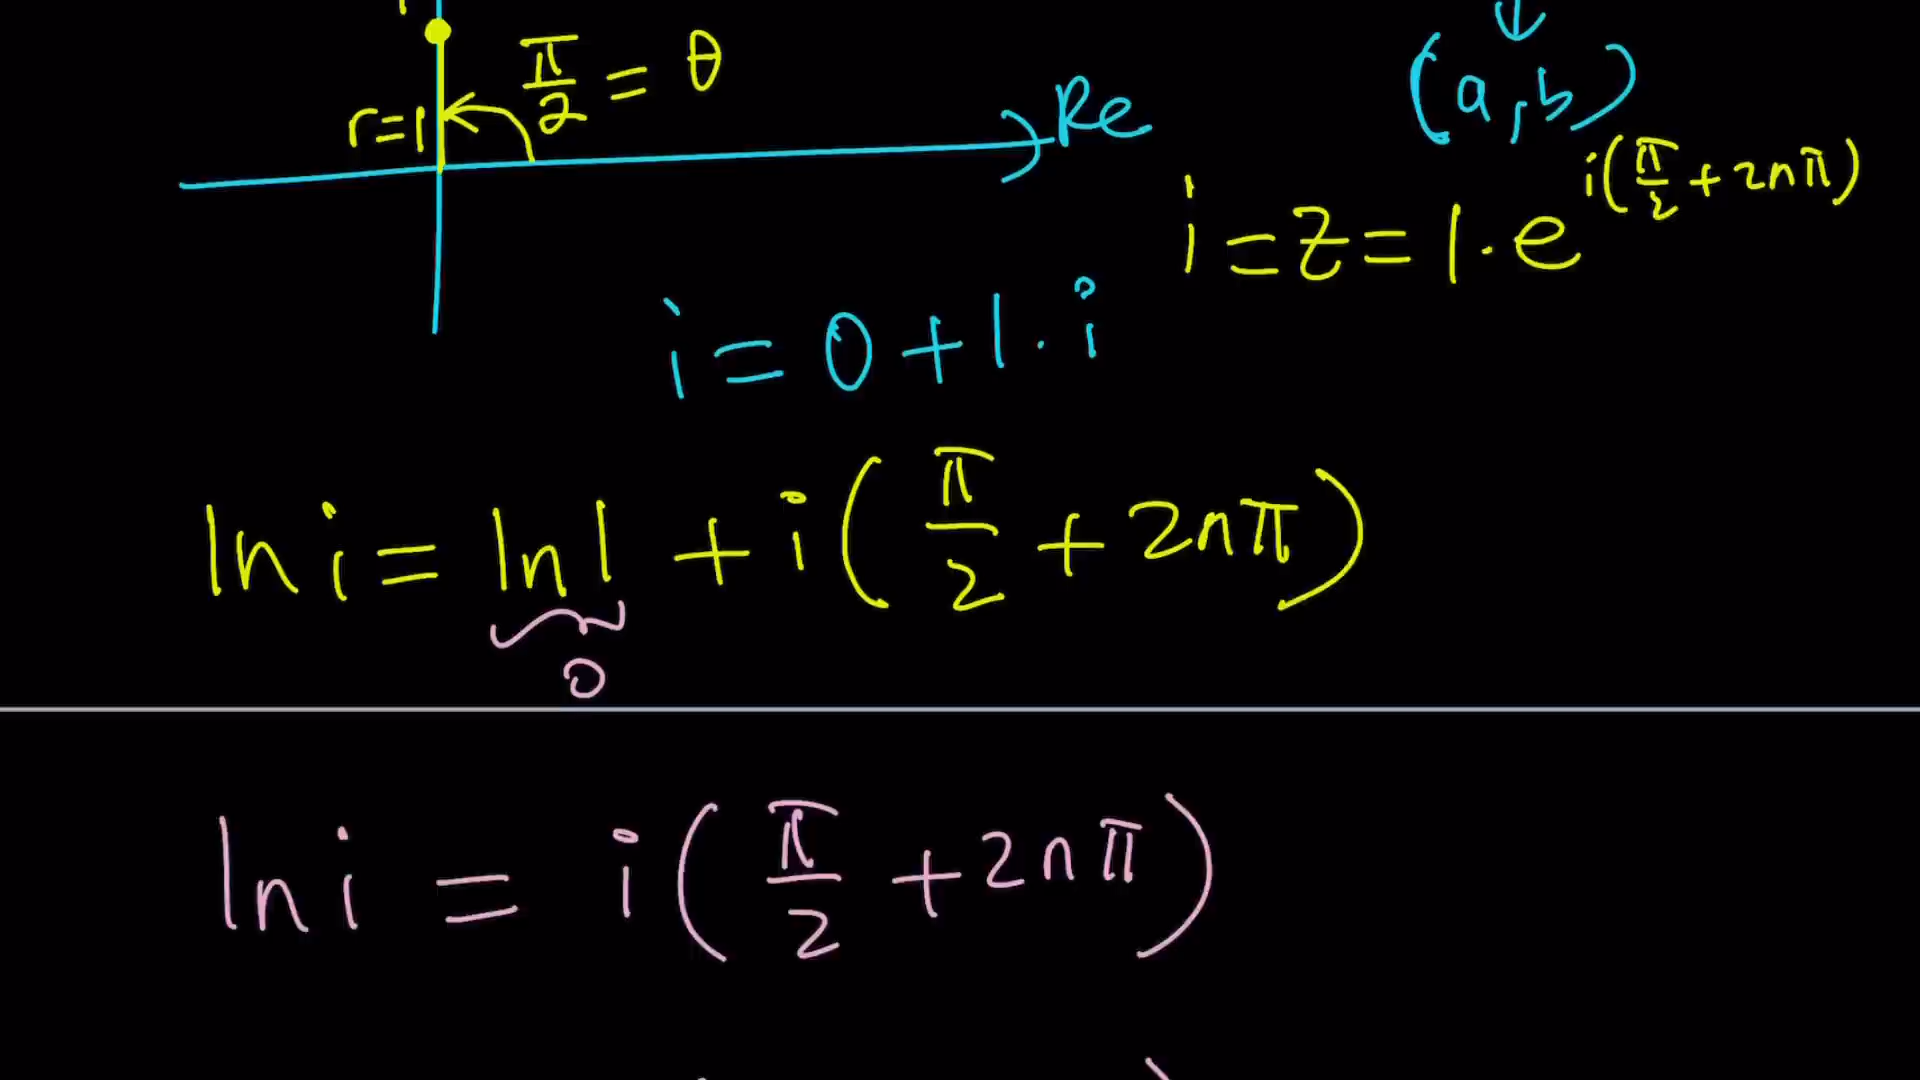 π/2 = θ
r=1
Re
(a,b)
i = z = 1·e^{i(π/2 + 2nπ)}
i = 0 + 1·i
ln i = ln 1 + i(π/2 + 2nπ)
0
ln i = i(π/2 + 2nπ)